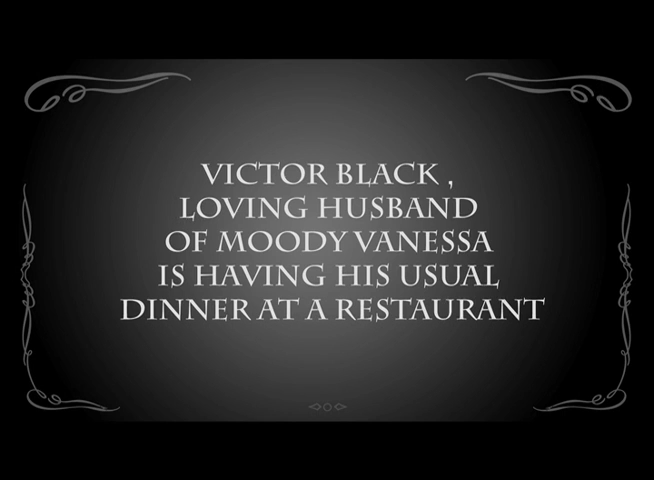 VICTOR BLACK ,
LOVING HUSBAND
OF MOODY VANESSA
IS HAVING HIS USUAL
DINNER AT A RESTAURANT